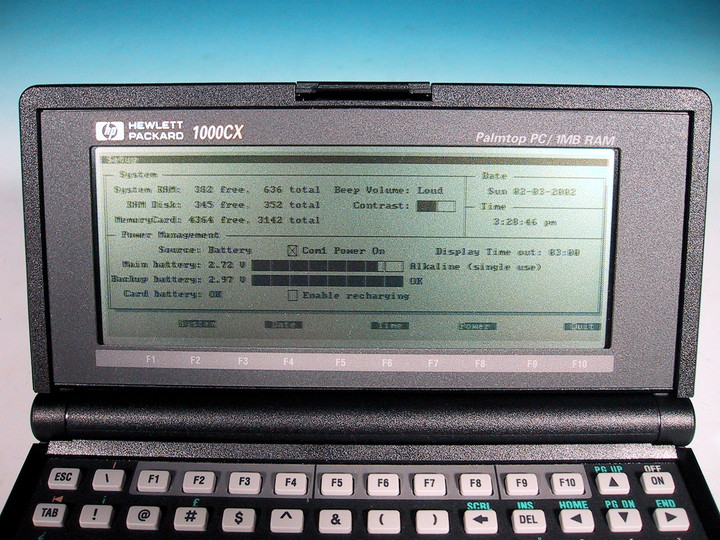 hp HEWLETT PACKARD 1000CX
Palmtop PC/1MB RAM
Setup
System
Date
System RAM: 382 free, 636 total Beep Volume: Loud
Sun 02-03-2002
RAM Disk: 345 free, 352 total Contrast:
Time
MemoryCard: 4364 free, 3142 total
3:28:46 pm
Power Management
Source: Battery Com1 Power On Display Time out: 03:00
Main battery: 2.72 V Alkaline (single use)
Backup battery: 2.97 V OK
Card battery: OK Enable recharging
System Date Time Power Quit
F1 F2 F3 F4 F5 F6 F7 F8 F9 F10
PG UP OFF
ESC \ F1 F2 F3 F4 F5 F6 F7 F8 F9 F10 ▲ ON
SCRL INS HOME PG DN END
TAB ! @ # $ ^ & ( ) ← DEL ◄ ▼ ►